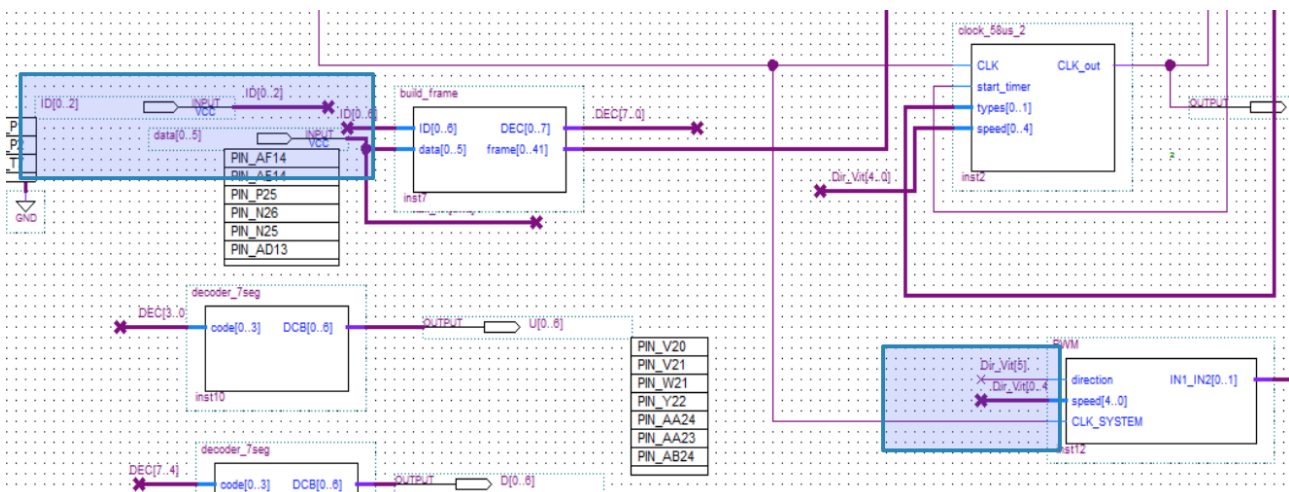 clock_58us_2
CLK CLK_out
start_timer
types[0..1]
speed[0..4]
inst2
OUTPUT
ID[0..2] INPUT VCC ID[0..2]
data[0..5] INPUT VCC
build_frame
ID[0..6]
ID[0..6] DEC[0..7] DEC[7..0]
data[0..5] frame[0..41]
inst7
Dir_Vit[4..0]
P
P2
T
GND
PIN_AF14
PIN_AE14
PIN_P25
PIN_N26
PIN_N25
PIN_AD13
decoder_7seg
DEC[3..0
code[0..3] DCB[0..6] OUTPUT U[0..6]
inst10
PIN_V20
PIN_V21
PIN_W21
PIN_Y22
PIN_AA24
PIN_AA23
PIN_AB24
PWM
Dir_Vit[5]
direction IN1_IN2[0..1]
Dir_Vit[0..4
speed[4..0]
CLK_SYSTEM
inst12
decoder_7seg
DEC[7..4]
code[0..3] DCB[0..6] OUTPUT D[0..6]